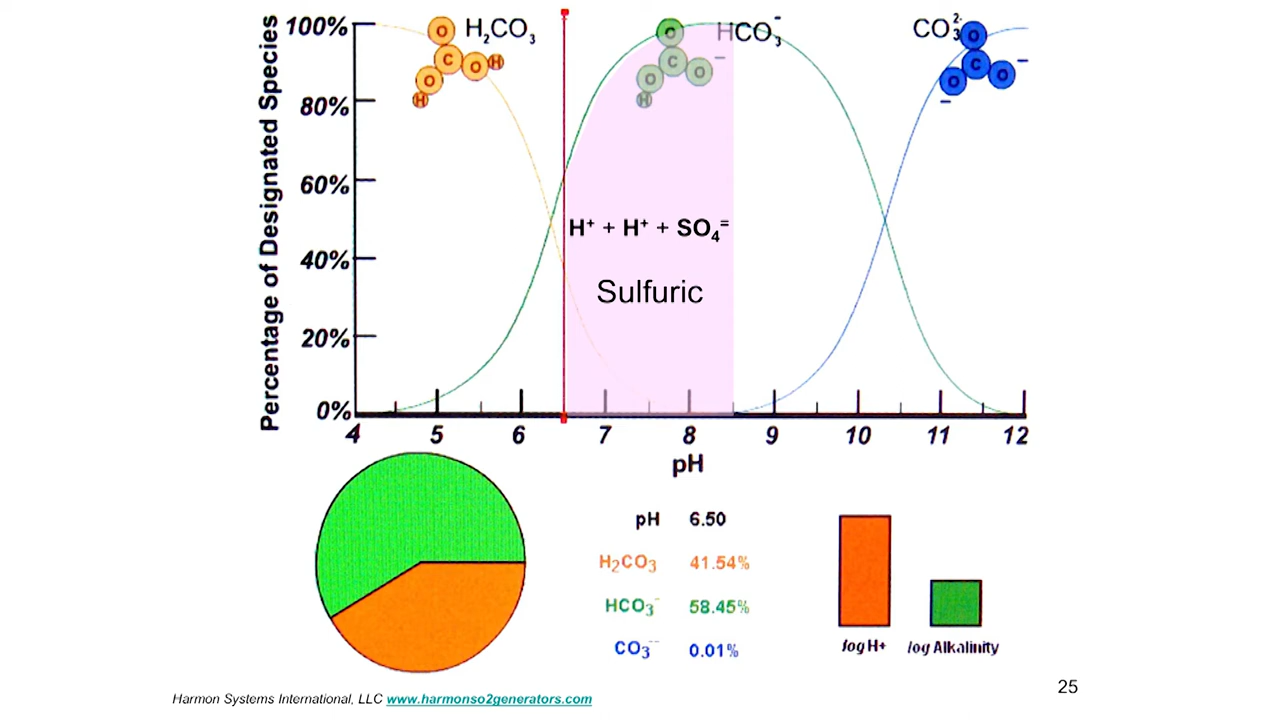 Percentage of Designated Species
100%
80%
60%
40%
20%
0%
O
C
O
H
O
H
H₂CO₃
O
C
O
O
H
HCO₃⁻
CO₃²⁻
O
C
O
O
H⁺ + H⁺ + SO₄⁼
Sulfuric
4 5 6 7 8 9 10 11 12
pH
pH 6.50
H₂CO₃ 41.54%
HCO₃⁻ 58.45%
CO₃⁻⁻ 0.01%
log H+
log Alkalinity
25
Harmon Systems International, LLC www.harmonso2generators.com